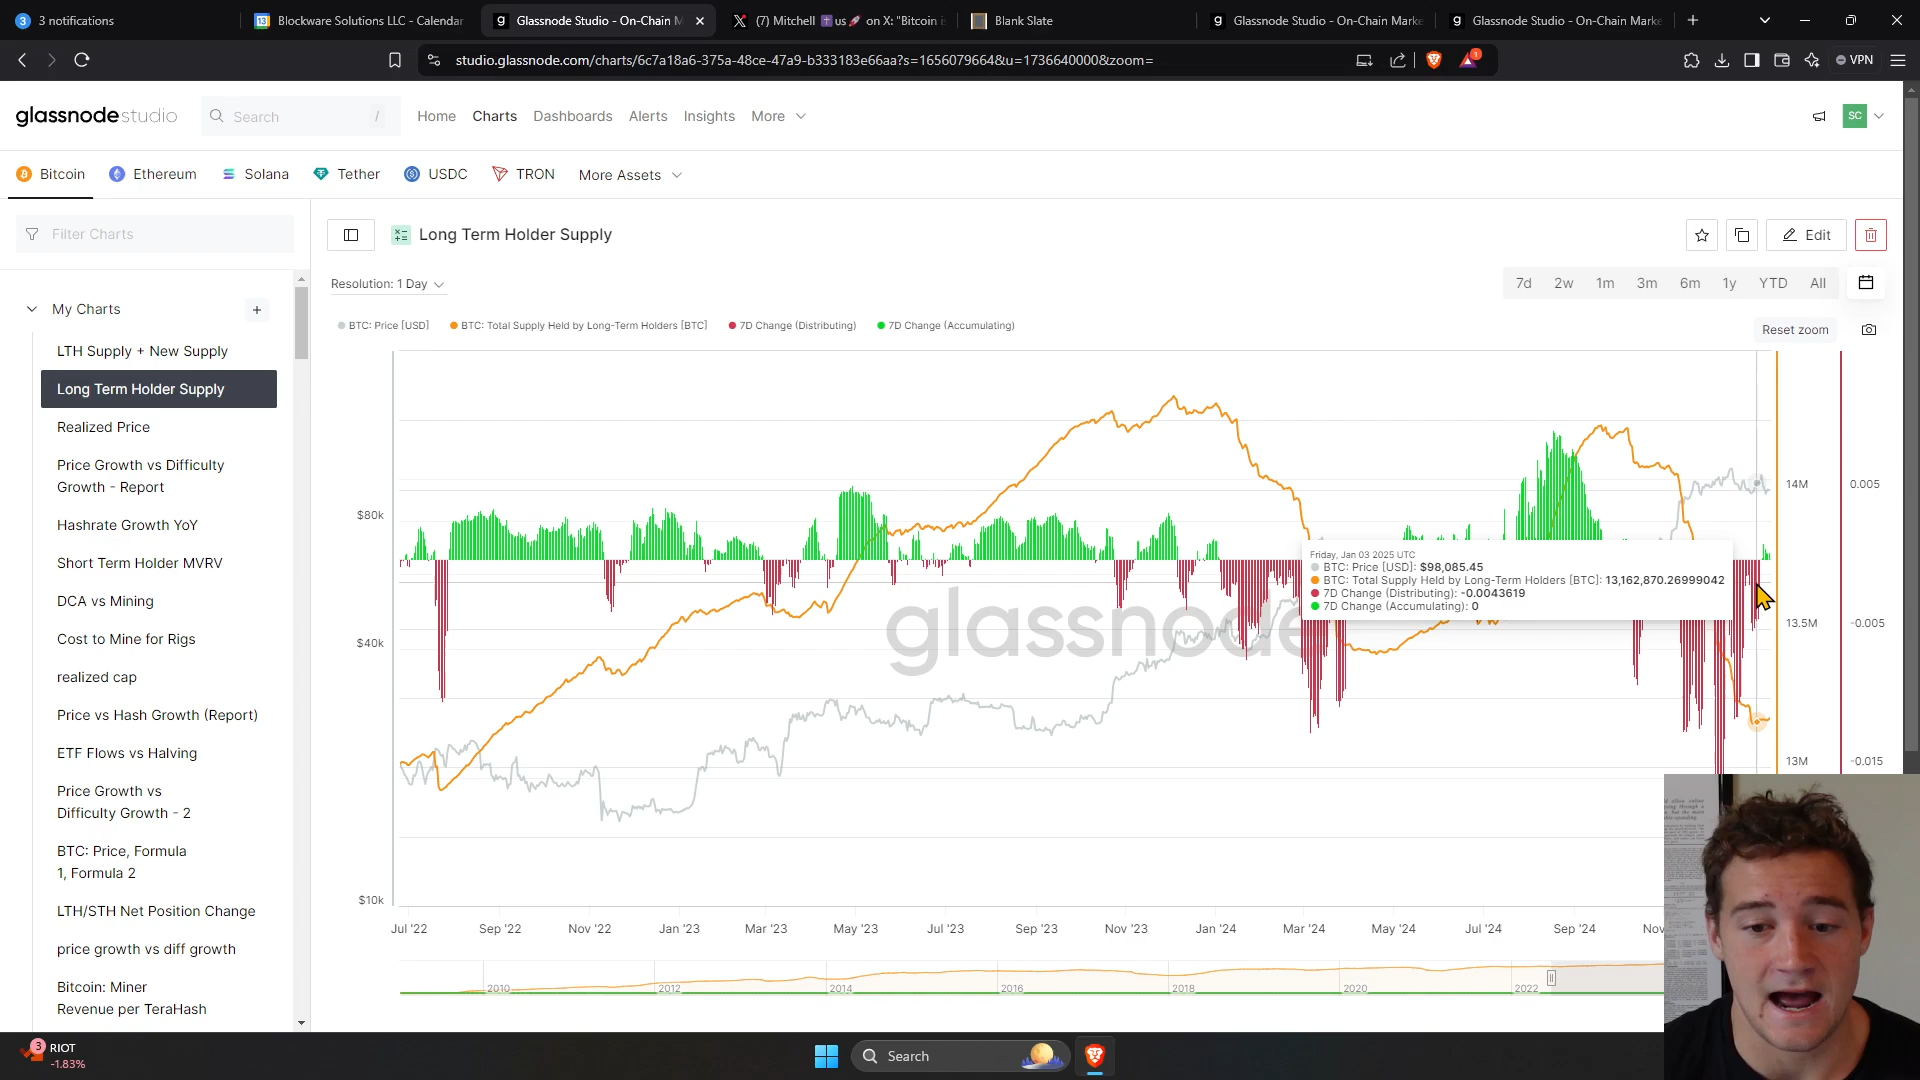 3 notifications
Blockware Solutions LLC - Calendar
Glassnode Studio - On-Chain M
(7) Mitchell us on X: "Bitcoin is
Blank Slate
Glassnode Studio - On-Chain Marke
Glassnode Studio - On-Chain Marke
studio.glassnode.com/charts/6c7a18a6-375a-48ce-47a9-b333183e66aa?s=1656079664&u=1736640000&zoom=
VPN
glassnodestudio
Search /
Home
Charts
Dashboards
Alerts
Insights
More
SC
Bitcoin
Ethereum
Solana
Tether
USDC
TRON
More Assets
Filter Charts
Long Term Holder Supply
Edit
Resolution: 1 Day
7d 2w 1m 3m 6m 1y YTD All
My Charts
BTC: Price [USD]
BTC: Total Supply Held by Long-Term Holders [BTC]
7D Change (Distributing)
7D Change (Accumulating)
Reset zoom
LTH Supply + New Supply
Long Term Holder Supply
Realized Price
Price Growth vs Difficulty
Growth - Report
Hashrate Growth YoY
Short Term Holder MVRV
DCA vs Mining
Cost to Mine for Rigs
realized cap
Price vs Hash Growth (Report)
ETF Flows vs Halving
Price Growth vs
Difficulty Growth - 2
BTC: Price, Formula
1, Formula 2
LTH/STH Net Position Change
price growth vs diff growth
Bitcoin: Miner
Revenue per TeraHash
$80k
$40k
$10k
14M
13.5M
13M
0.005
-0.005
-0.015
glassnode
Friday, Jan 03 2025 UTC
BTC: Price [USD]: $98,085.45
BTC: Total Supply Held by Long-Term Holders [BTC]: 13,162,870.26999042
7D Change (Distributing): -0.0043619
7D Change (Accumulating): 0
Jul '22 Sep '22 Nov '22 Jan '23 Mar '23 May '23 Jul '23 Sep '23 Nov '23 Jan '24 Mar '24 May '24 Jul '24 Sep '24 Nov
2010 2012 2014 2016 2018 2020 2022
3
RIOT
-1.83%
Search